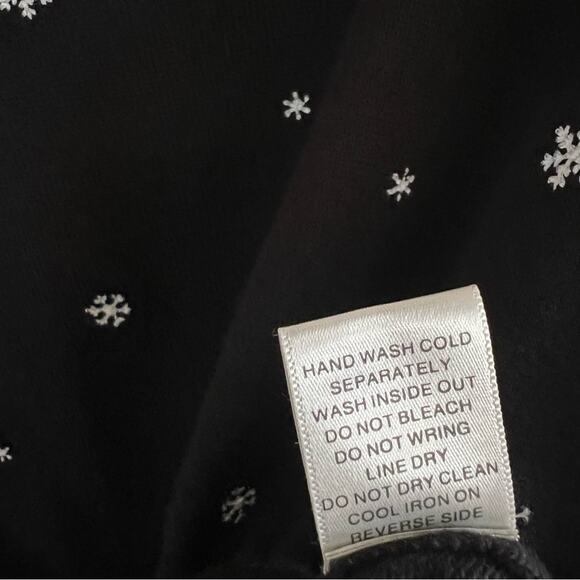 HAND WASH COLD
SEPARATELY
WASH INSIDE OUT
DO NOT BLEACH
DO NOT WRING
LINE DRY
DO NOT DRY CLEAN
COOL IRON ON
REVERSE SIDE